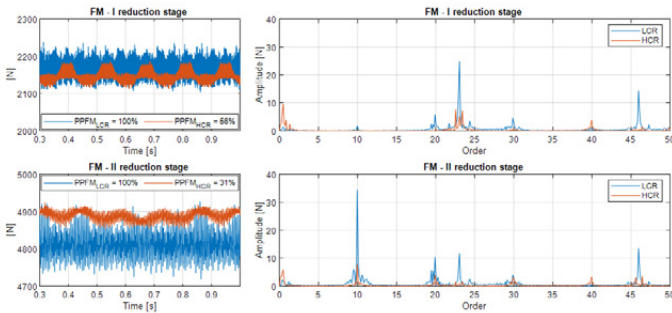 FM - I reduction stage
[N]
2200
2100
2000
PPFM_LCR = 100% PPFM_HCR = 68%
0.3 0.4 0.5 0.6 0.7 0.8 0.9
Time [s]
FM - I reduction stage
Amplitude [N]
40
30
20
10
0
LCR
HCR
0 5 10 15 20 25 30 35 40 45 50
Order
FM - II reduction stage
[N]
5000
4900
4800
4700
PPFM_LCR = 100% PPFM_HCR = 31%
0.3 0.4 0.5 0.6 0.7 0.8 0.9
Time [s]
FM - II reduction stage
Amplitude [N]
40
30
20
10
0
LCR
HCR
0 5 10 15 20 25 30 35 40 45 50
Order